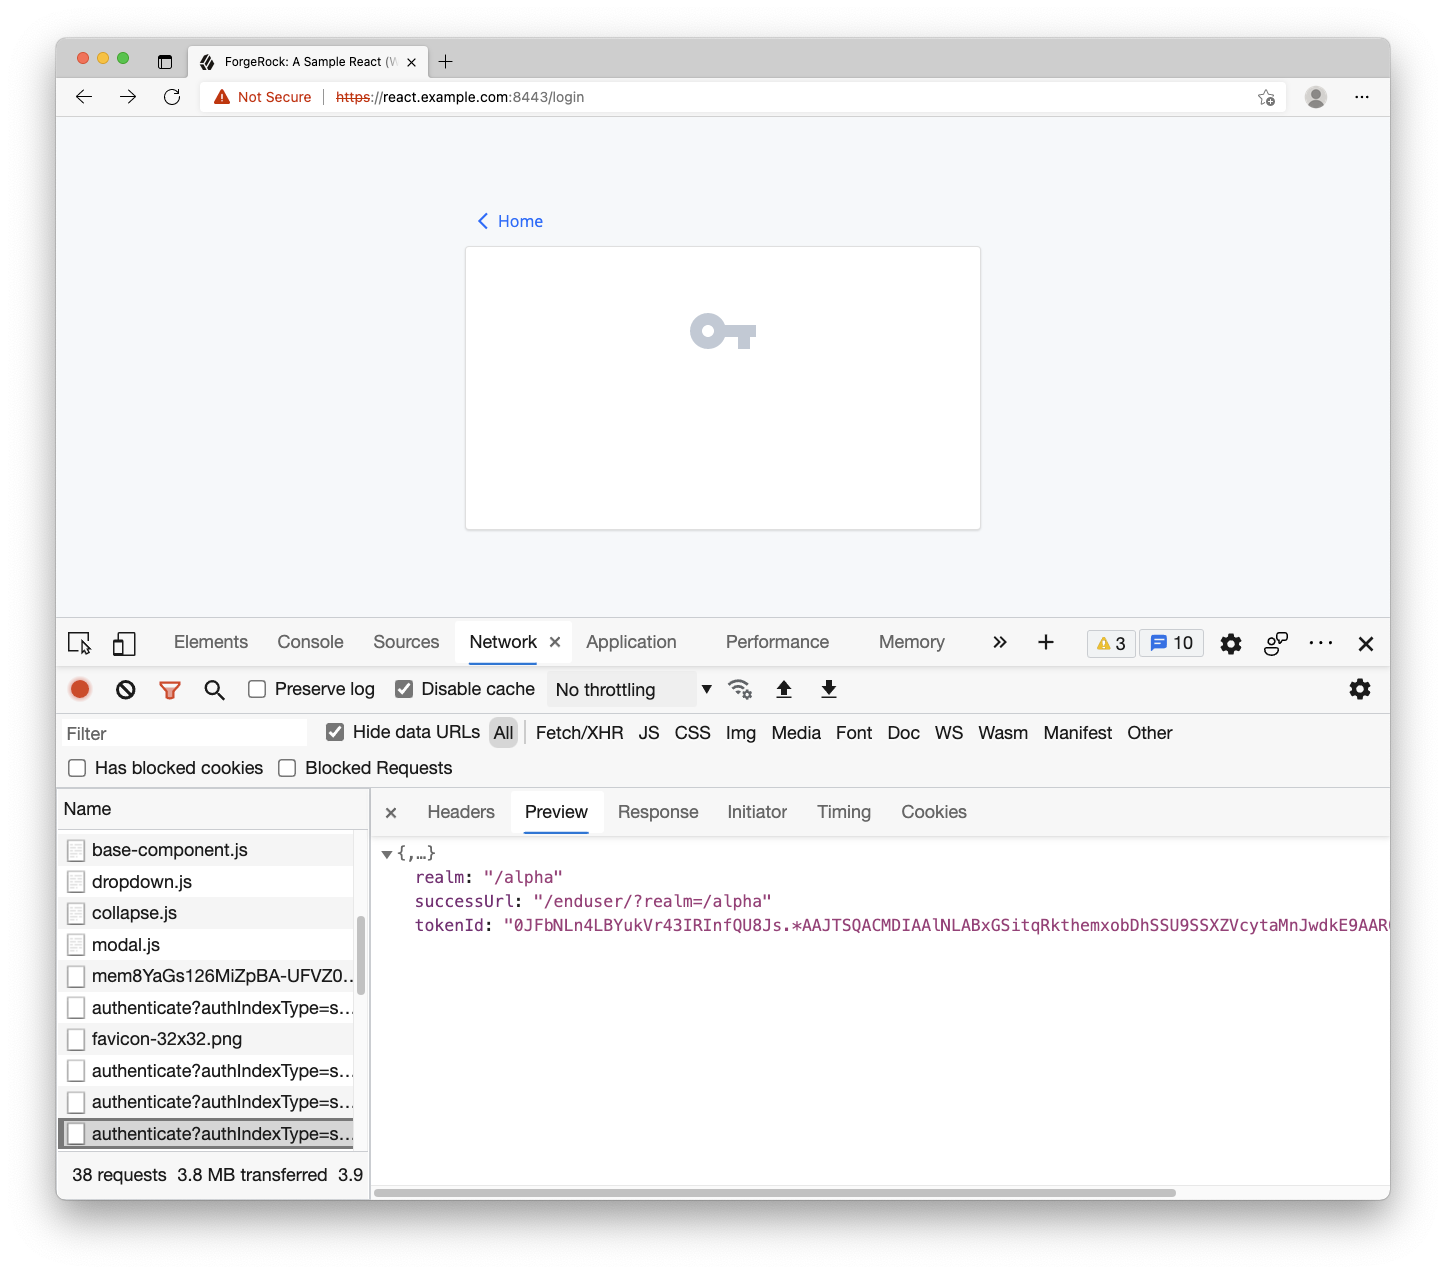 ForgeRock: A Sample React (W
Not Secure | https://react.example.com:8443/login
Home
Elements Console Sources Network Application Performance Memory 3 10
Preserve log Disable cache No throttling
Filter Hide data URLs All Fetch/XHR JS CSS Img Media Font Doc WS Wasm Manifest Other
Has blocked cookies Blocked Requests
Name
Headers Preview Response Initiator Timing Cookies
base-component.js
dropdown.js
collapse.js
modal.js
mem8YaGs126MiZpBA-UFVZ0...
authenticate?authIndexType=s...
favicon-32x32.png
authenticate?authIndexType=s...
authenticate?authIndexType=s...
authenticate?authIndexType=s...
38 requests 3.8 MB transferred 3.9
{,…}
realm: "/alpha"
successUrl: "/enduser/?realm=/alpha"
tokenId: "0JFbNLn4LBYukVr43IRInfQU8Js.*AAJTSQACMDIAAlNLABxGSitqRkthemxobDhSSU9SSXZVcytaMnJwdkE9AAR